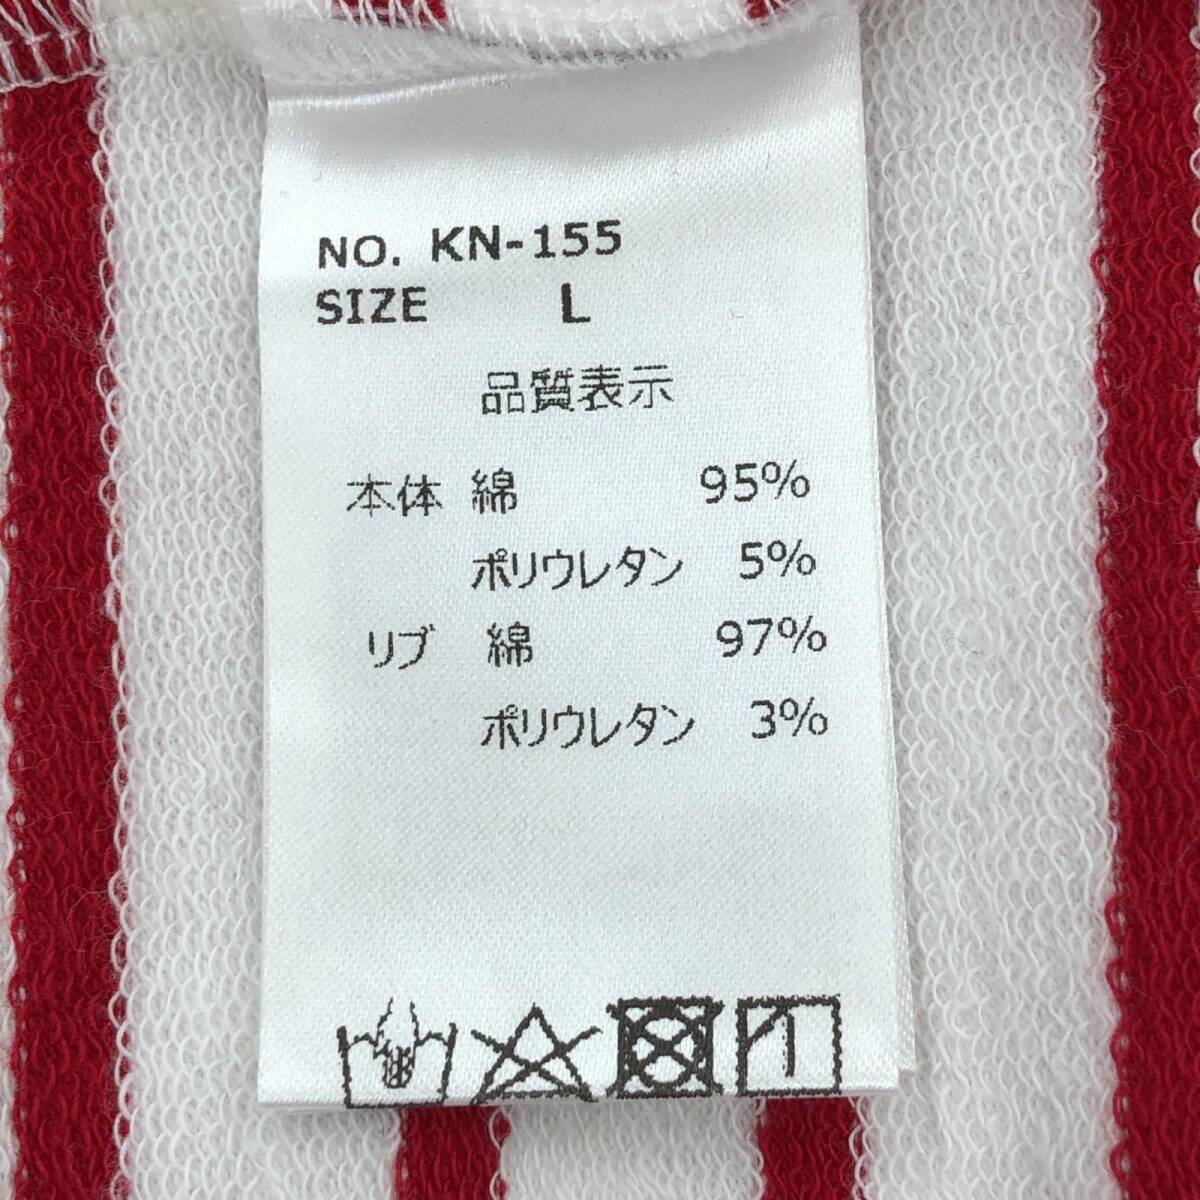 NO. KN-155
SIZE L
品質表示
本体 綿 95%
ポリウレタン 5%
リブ 綿 97%
ポリウレタン 3%